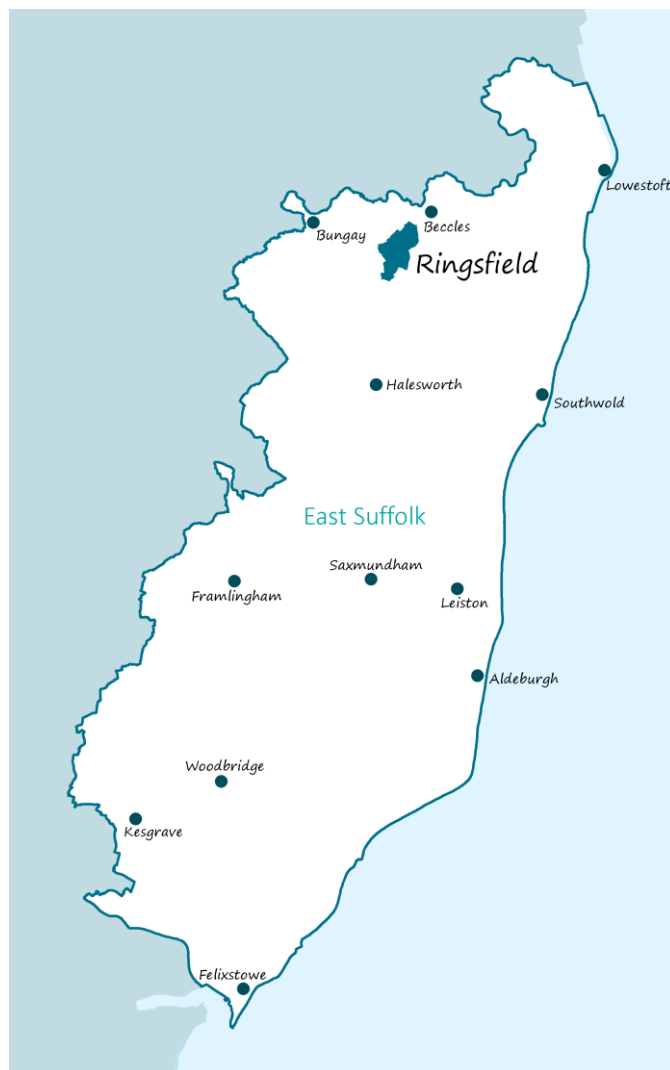 Lowestoft
Beccles
Bungay
Ringsfield
Halesworth
Southwold
East Suffolk
Saxmundham
Framlingham
Leiston
Aldeburgh
Woodbridge
Kesgrave
Felixstowe